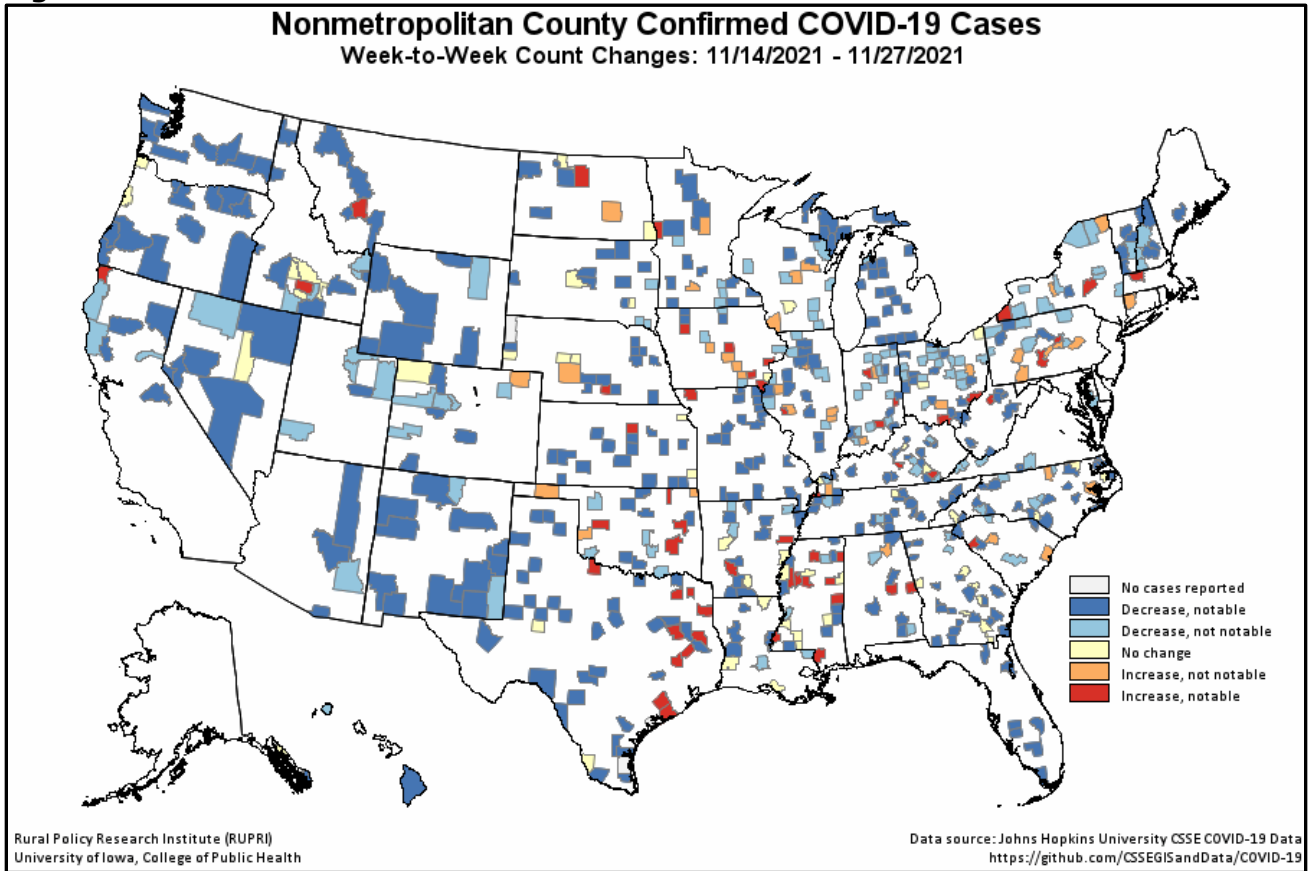 Nonmetropolitan County Confirmed COVID-19 Cases
Week-to-Week Count Changes: 11/14/2021 - 11/27/2021
No cases reported
Decrease, notable
Decrease, not notable
No change
Increase, not notable
Increase, notable
Rural Policy Research Institute (RUPRI)
University of Iowa, College of Public Health
Data source: Johns Hopkins University CSSE COVID-19 Data
https://github.com/CSSEGISandData/COVID-19